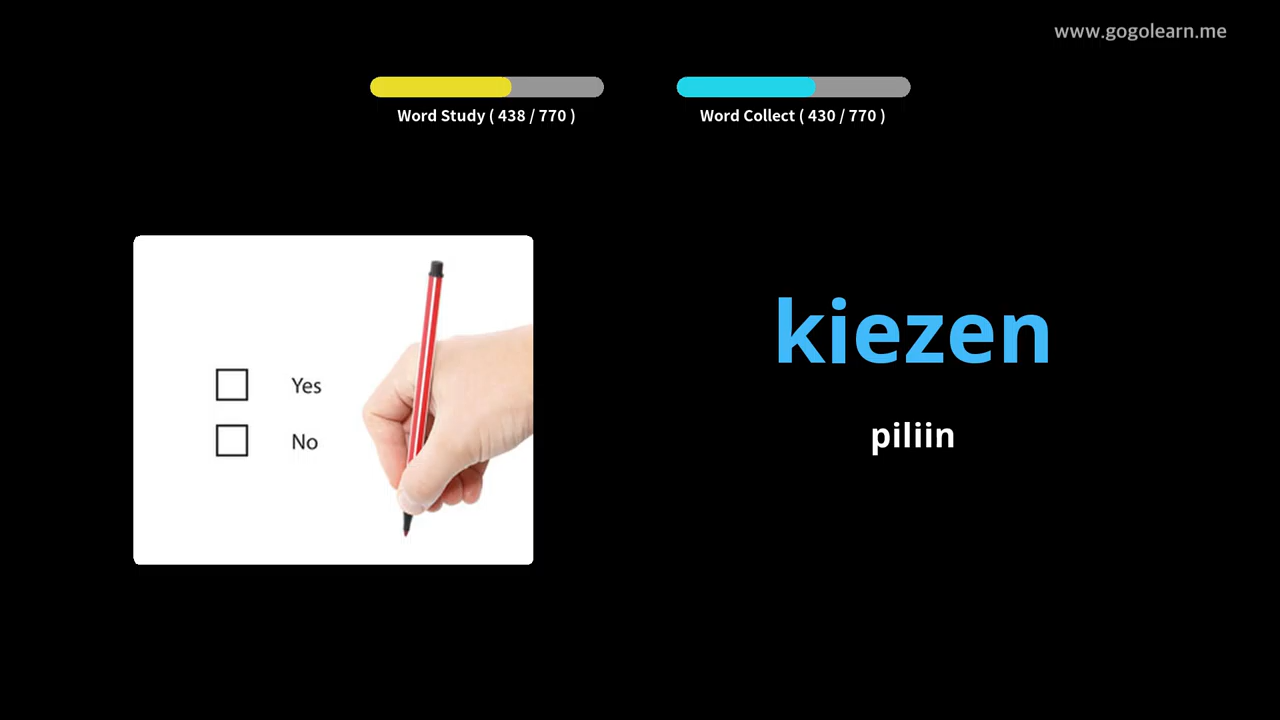 www.gogolearn.me
Word Study ( 438 / 770 )
Word Collect ( 430 / 770 )
Yes
No
kiezen
piliin